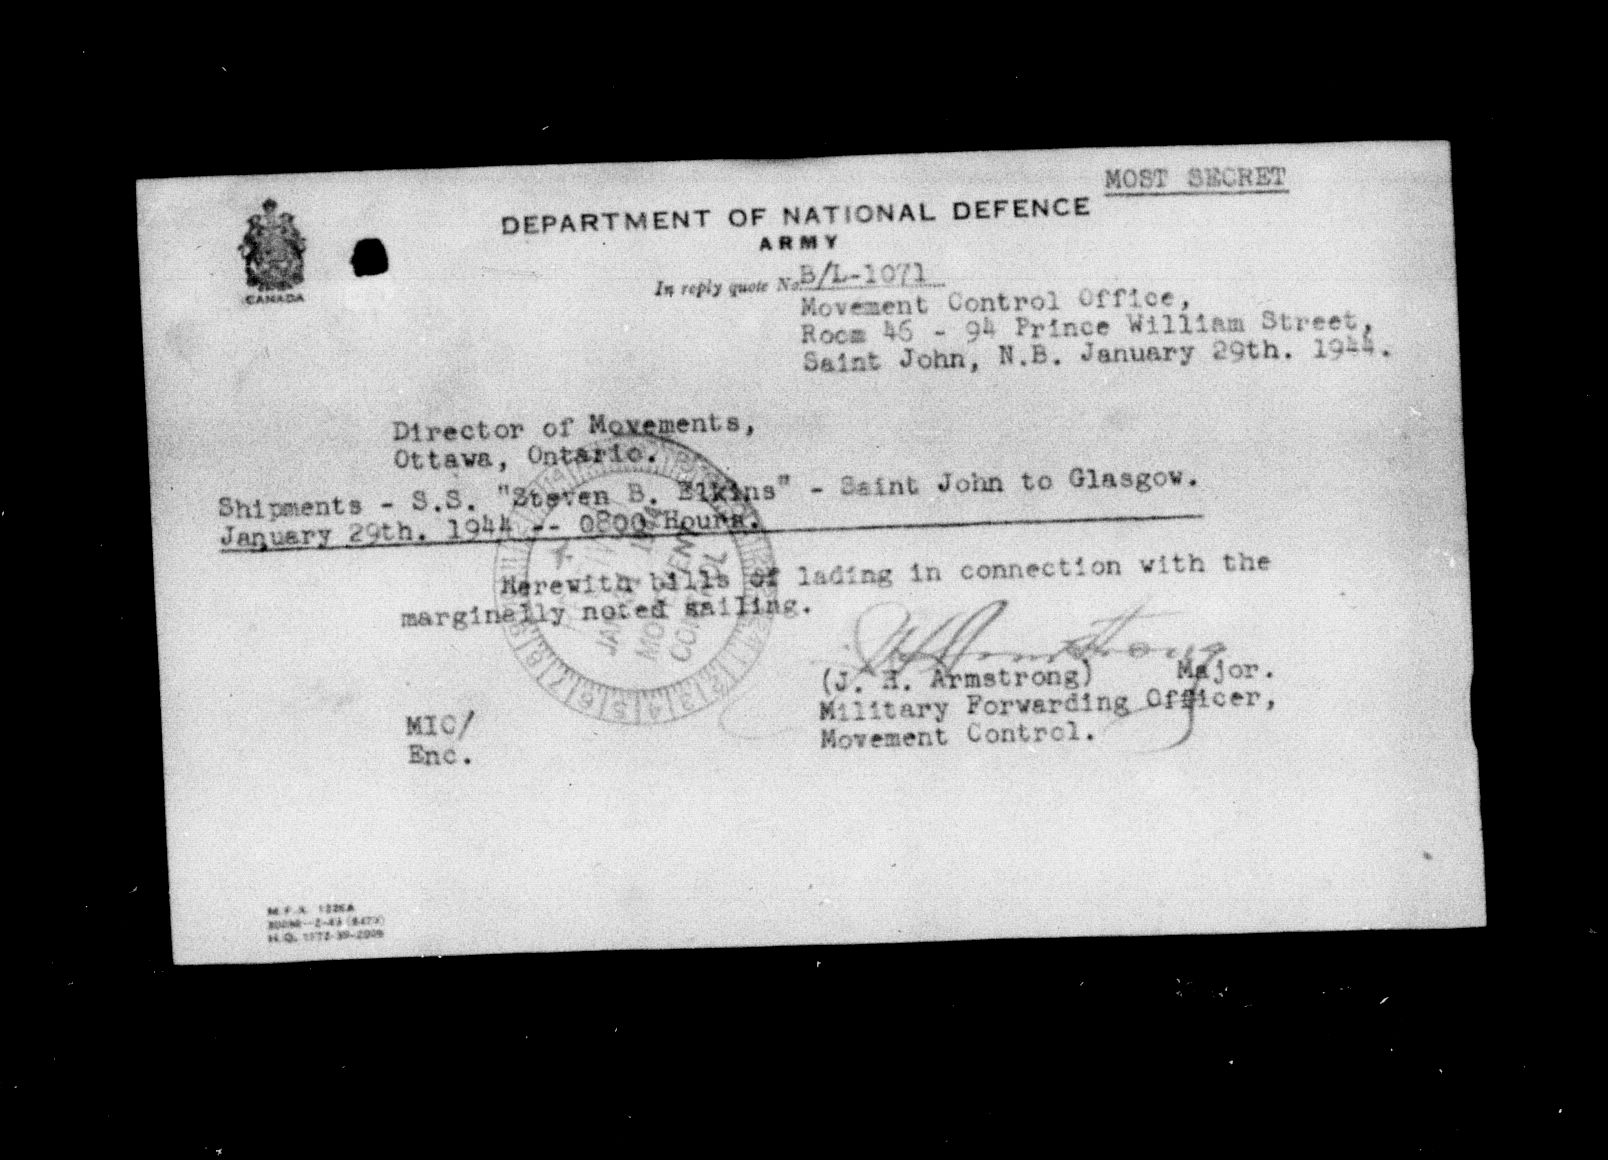 MOST SECRET
DEPARTMENT OF NATIONAL DEFENCE
ARMY
CANADA
In reply quote No. B/L-1071
Movement Control Office,
Room 46 - 94 Prince William Street,
Saint John, N.B. January 29th. 1944.
Director of Movements,
Ottawa, Ontario.
Shipments - S.S. "Steven B. Elkins" - Saint John to Glasgow.
January 29th. 1944 -- 0800 Hours.
Herewith bills of lading in connection with the
marginally noted sailing.
(J. H. Armstrong) Major.
Military Forwarding Officer,
Movement Control.
MIC/
Enc.